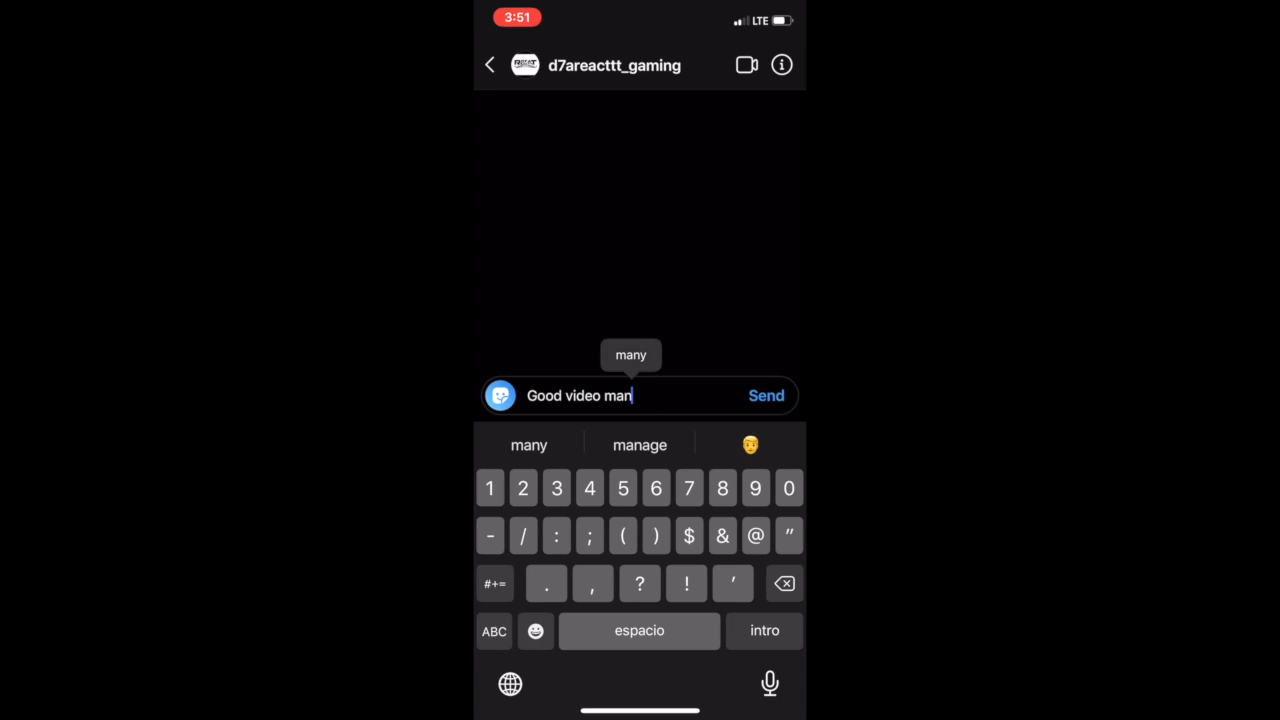 3:51
LTE
d7areacttt_gaming
many
Good video man
Send
many manage
1 2 3 4 5 6 7 8 9 0
- / : ; ( ) $ & @ "
#+= . , ? ! '
ABC espacio intro